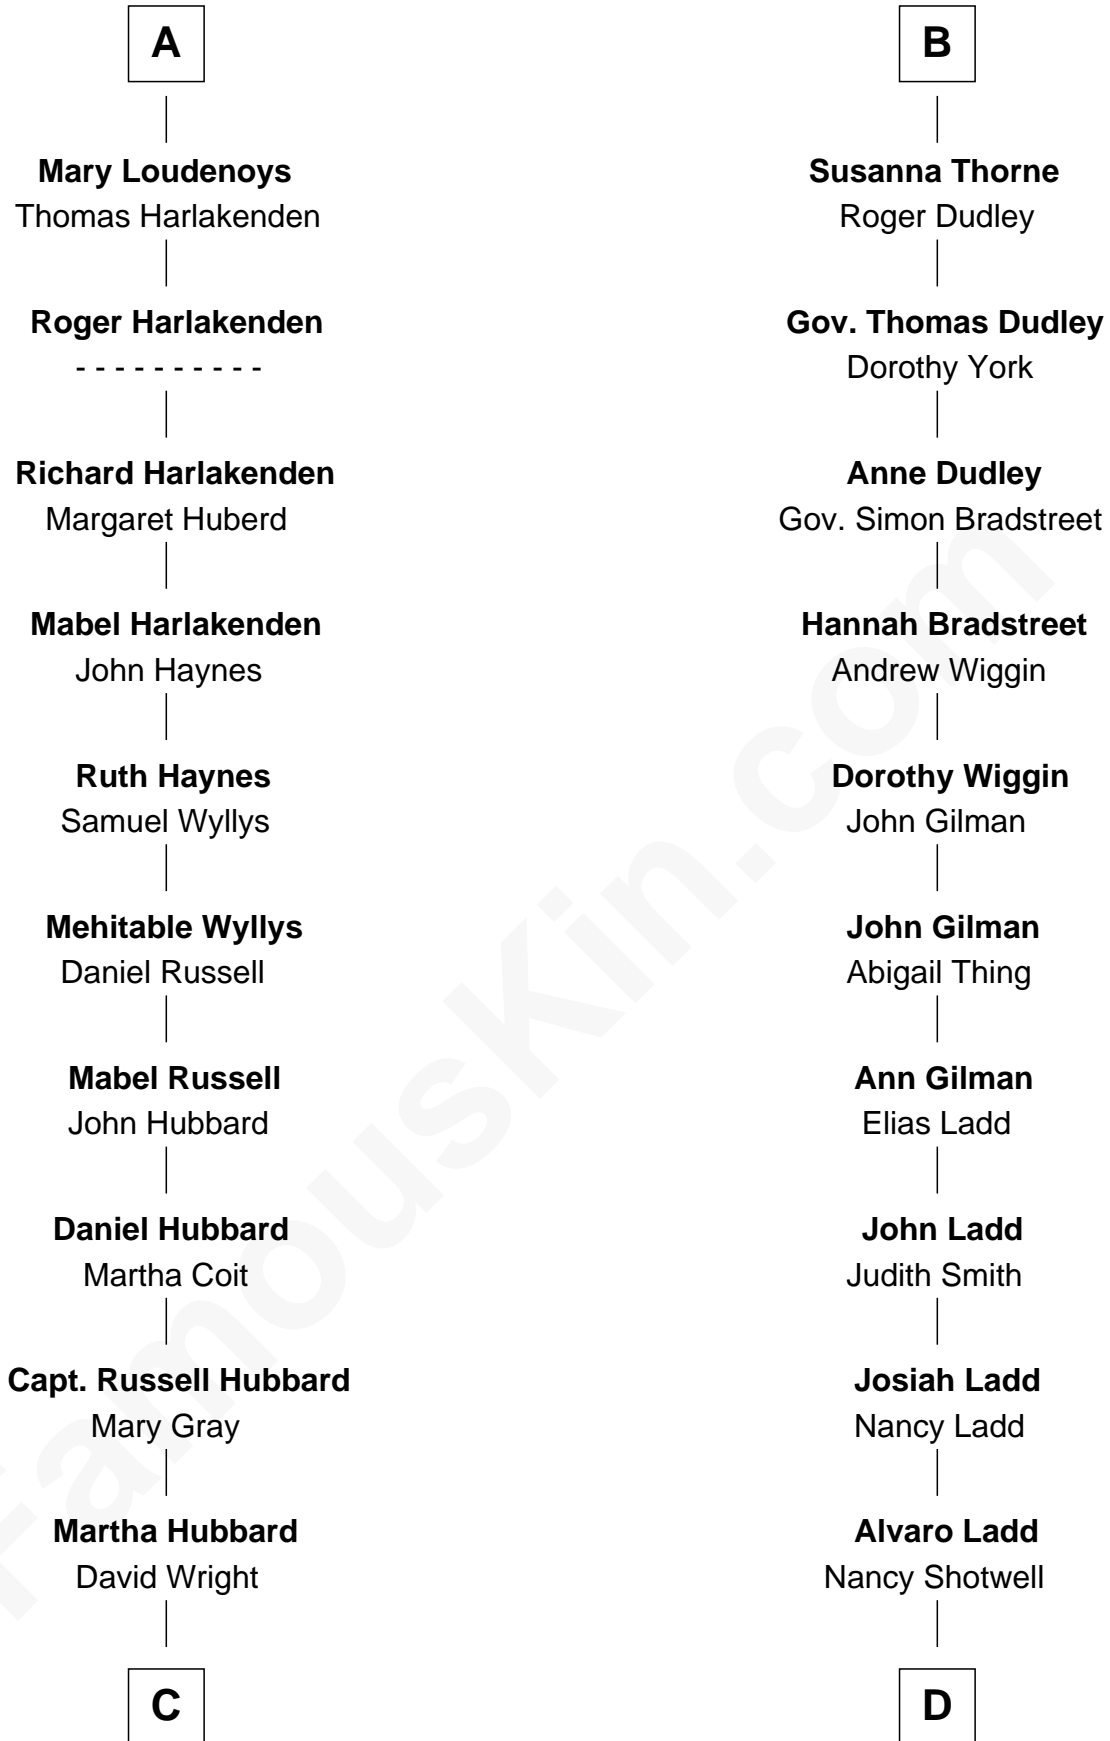 A
Mary Loudenoys
Thomas Harlakenden
Roger Harlakenden
- - - - - - - - - -
Richard Harlakenden
Margaret Huberd
Mabel Harlakenden
John Haynes
Ruth Haynes
Samuel Wyllys
Mehitable Wyllys
Daniel Russell
Mabel Russell
John Hubbard
Daniel Hubbard
Martha Coit
Capt. Russell Hubbard
Mary Gray
Martha Hubbard
David Wright
C
B
Susanna Thorne
Roger Dudley
Gov. Thomas Dudley
Dorothy York
Anne Dudley
Gov. Simon Bradstreet
Hannah Bradstreet
Andrew Wiggin
Dorothy Wiggin
John Gilman
John Gilman
Abigail Thing
Ann Gilman
Elias Ladd
John Ladd
Judith Smith
Josiah Ladd
Nancy Ladd
Alvaro Ladd
Nancy Shotwell
D
FamousKin.com